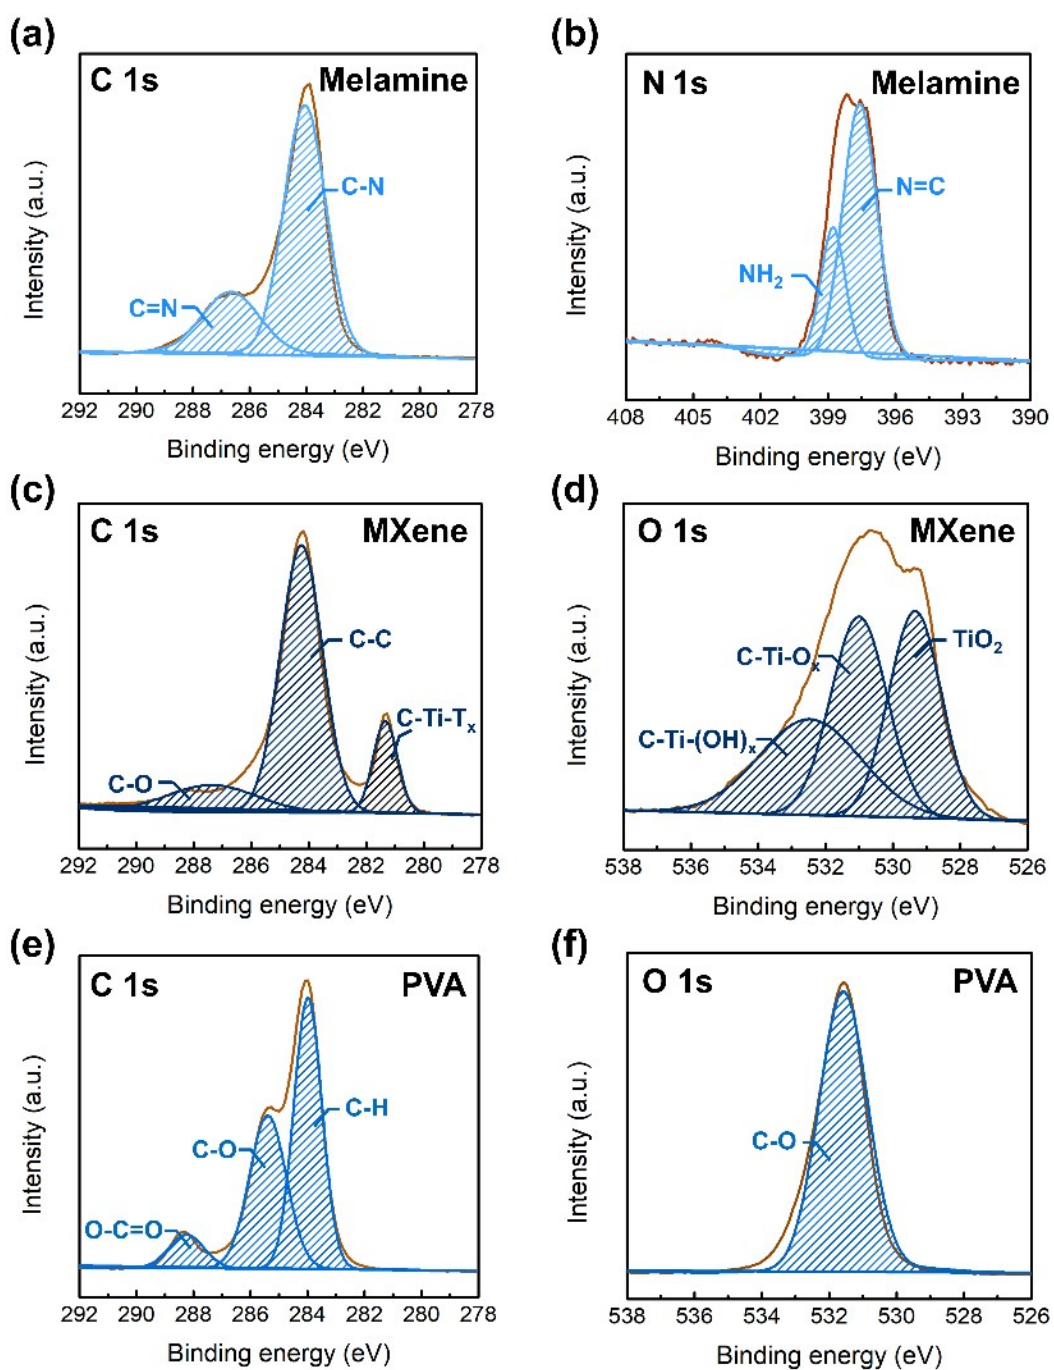 (a)
C 1s Melamine
C-N
C=N
Intensity (a.u.)
292 290 288 286 284 282 280 278
Binding energy (eV)
(b)
N 1s Melamine
N=C
NH₂
Intensity (a.u.)
408 405 402 399 396 393 390
Binding energy (eV)
(c)
C 1s MXene
C-C
C-Ti-Tₓ
C-O
Intensity (a.u.)
292 290 288 286 284 282 280 278
Binding energy (eV)
(d)
O 1s MXene
TiO₂
C-Ti-Oₓ
C-Ti-(OH)ₓ
Intensity (a.u.)
538 536 534 532 530 528 526
Binding energy (eV)
(e)
C 1s PVA
C-H
C-O
O-C=O
Intensity (a.u.)
292 290 288 286 284 282 280 278
Binding energy (eV)
(f)
O 1s PVA
C-O
Intensity (a.u.)
538 536 534 532 530 528 526
Binding energy (eV)